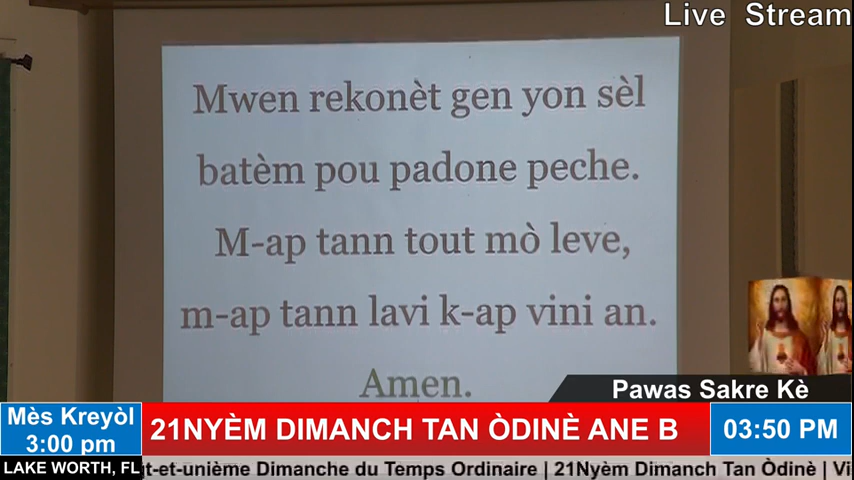 Live Stream
Mwen rekonèt gen yon sèl
batèm pou padone peche.
M-ap tann tout mò leve,
m-ap tann lavi k-ap vini an.
Amen.
Pawas Sakre Kè
Mès Kreyòl
3:00 pm
21NYÈM DIMANCH TAN ÒDINÈ ANE B
03:50 PM
LAKE WORTH, FL
gt-et-unième Dimanche du Temps Ordinaire | 21Nyèm Dimanch Tan Òdinè | Vi